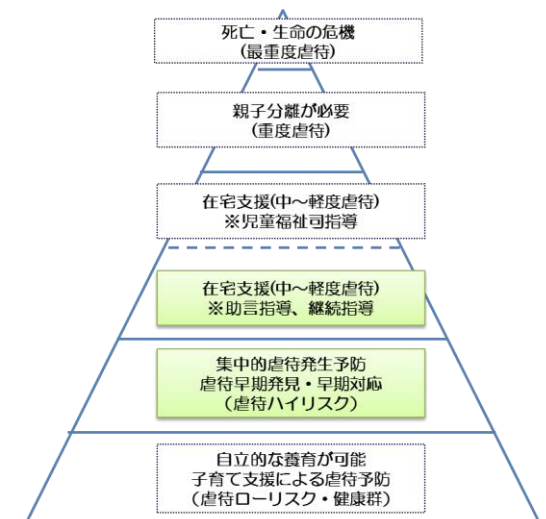 死亡・生命の危機
(最重度虐待)
親子分離が必要
(重度虐待)
在宅支援(中～軽度虐待)
※児童福祉司指導
在宅支援(中～軽度虐待)
※助言指導、継続指導
集中的虐待発生予防
虐待早期発見・早期対応
（虐待ハイリスク）
自立的な養育が可能
子育て支援による虐待予防
（虐待ローリスク・健康群）